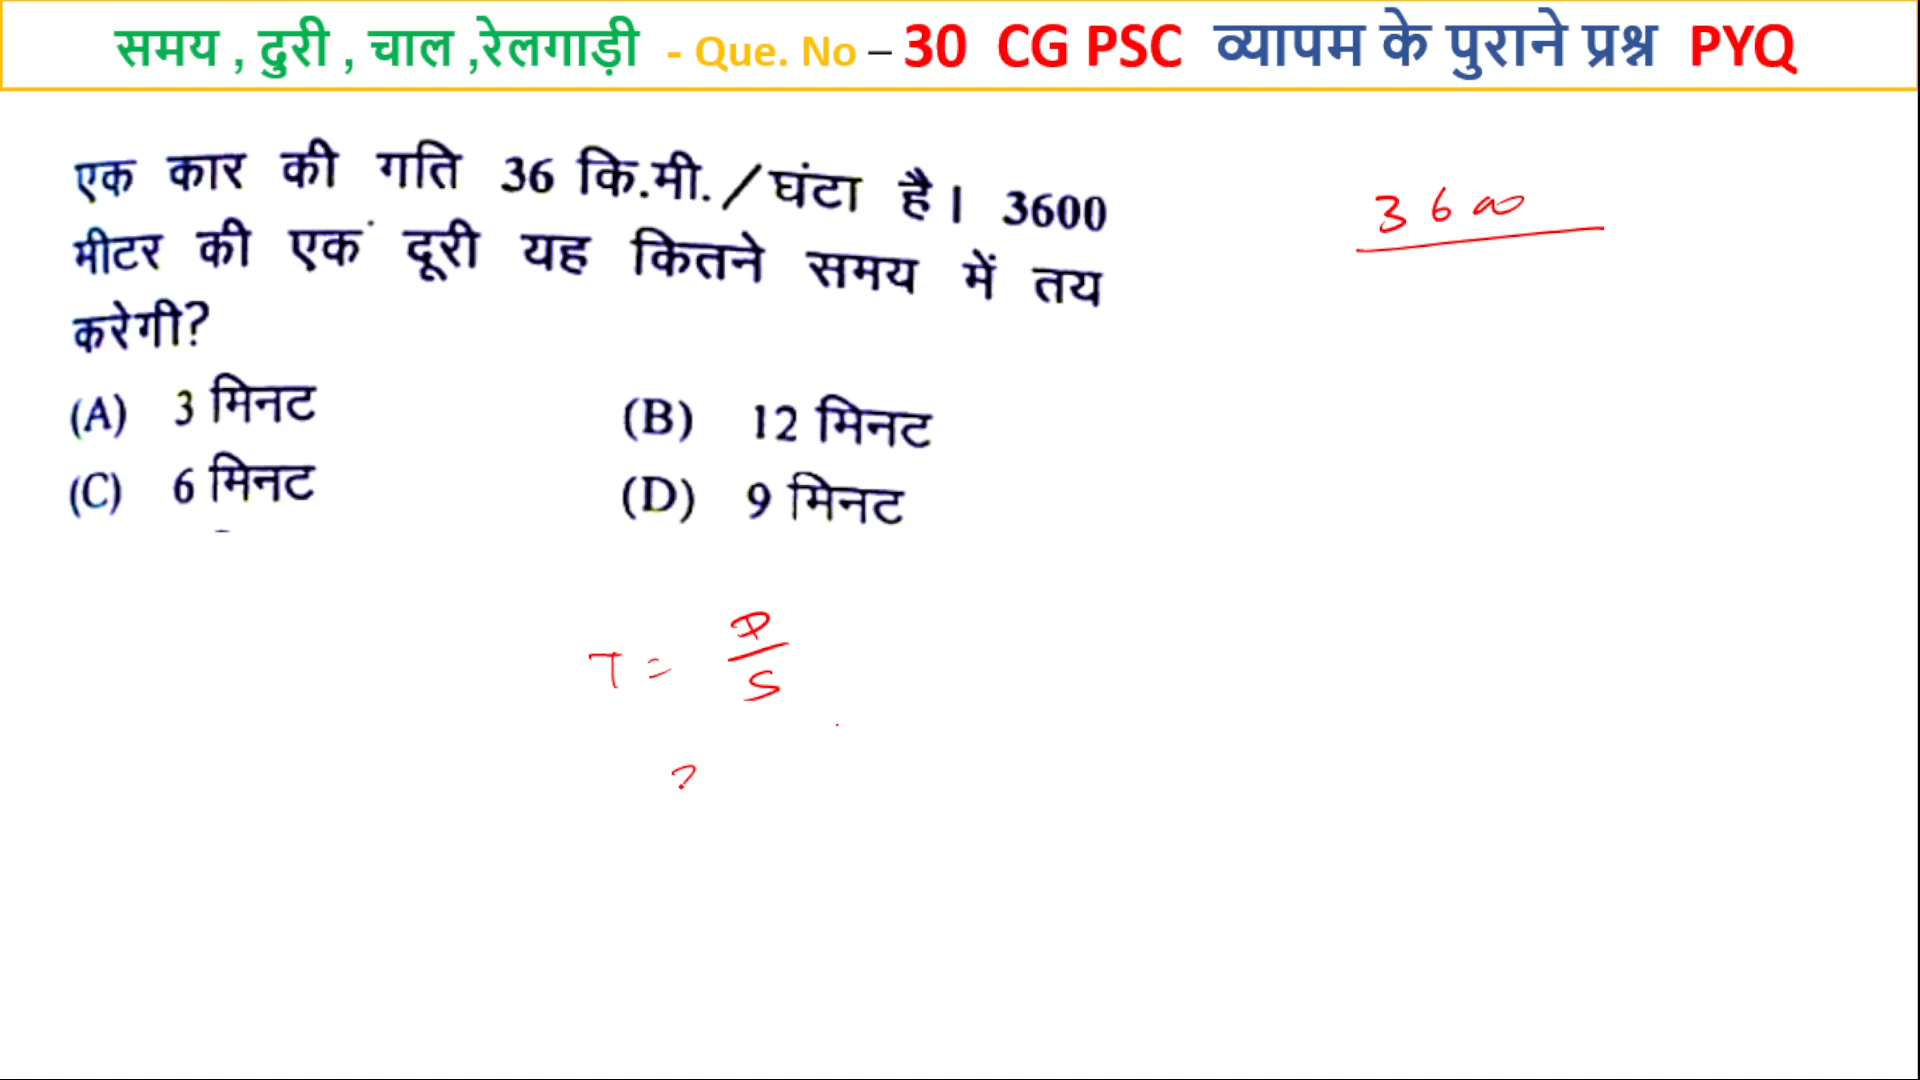 समय , दुरी , चाल ,रेलगाड़ी - Que. No – 30 CG PSC व्यापम के पुराने प्रश्न PYQ
एक कार की गति 36 कि.मी./घंटा है। 3600
मीटर की एक दूरी यह कितने समय में तय
करेगी?
(A) 3 मिनट (B) 12 मिनट
(C) 6 मिनट (D) 9 मिनट
3600
T = D/S
?